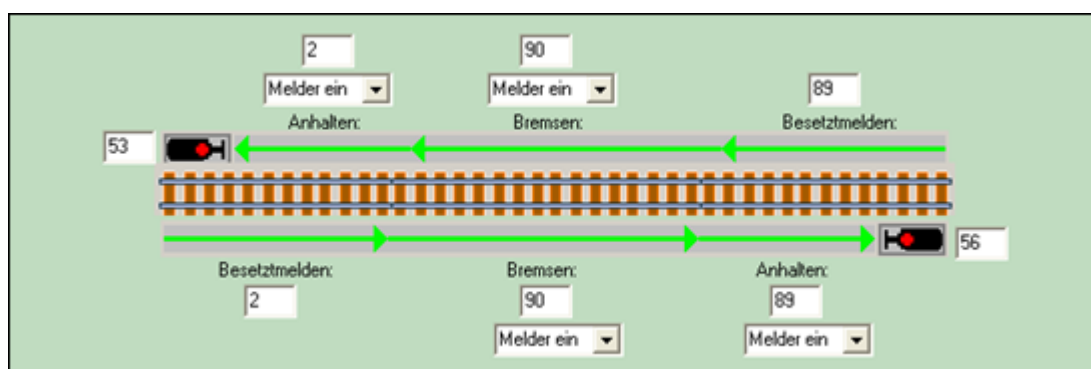 2 90
Melder ein Melder ein 89
Anhalten: Bremsen: Besetztmelden:
53
56
Besetztmelden: Bremsen: Anhalten:
2 90 89
Melder ein Melder ein